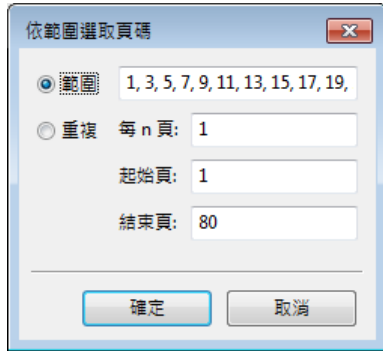 依範圍選取頁碼
範圍 1, 3, 5, 7, 9, 11, 13, 15, 17, 19,
重複 每 n 頁: 1
起始頁: 1
結束頁: 80
確定 取消